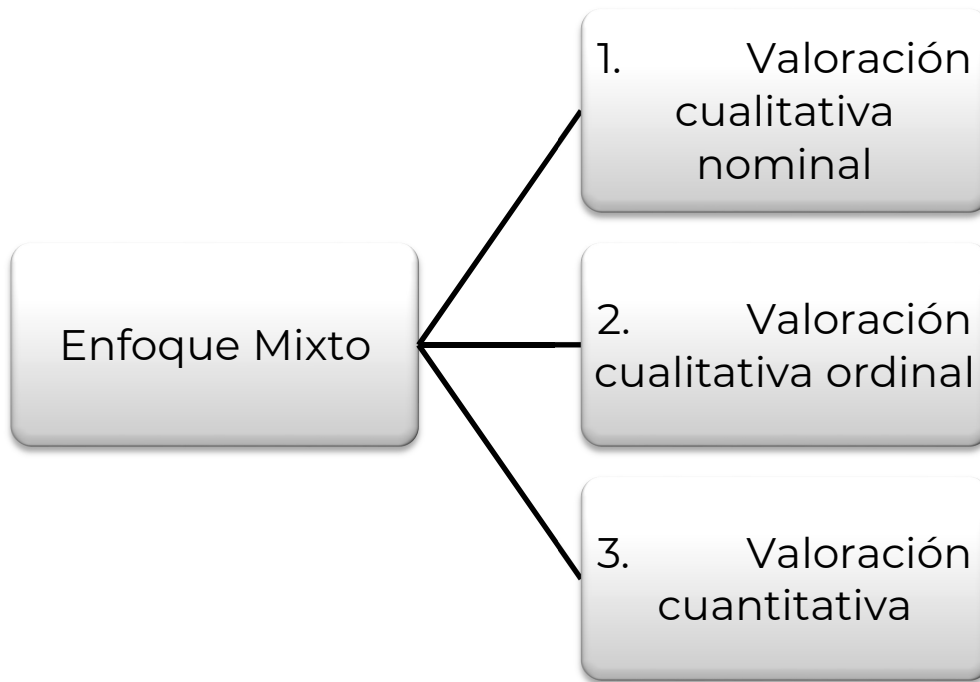 1. Valoración
cualitativa
nominal
Enfoque Mixto
2. Valoración
cualitativa ordinal
3. Valoración
cuantitativa